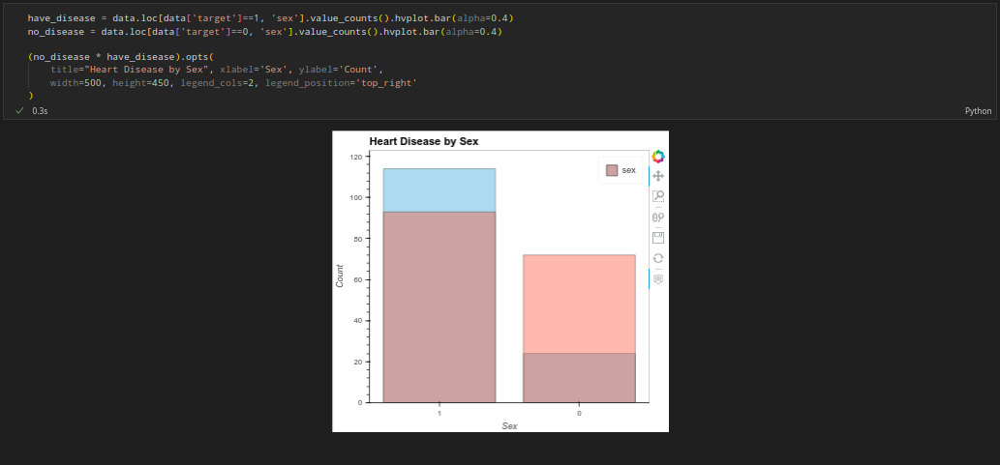 have_disease = data.loc[data['target']==1, 'sex'].value_counts().hvplot.bar(alpha=0.4)
no_disease = data.loc[data['target']==0, 'sex'].value_counts().hvplot.bar(alpha=0.4)
(no_disease * have_disease).opts(
title="Heart Disease by Sex", xlabel='Sex', ylabel='Count',
width=500, height=450, legend_cols=2, legend_position='top_right'
)
0.3s
Python
Heart Disease by Sex
120
100
80
60
40
20
0
Count
sex
1
0
Sex